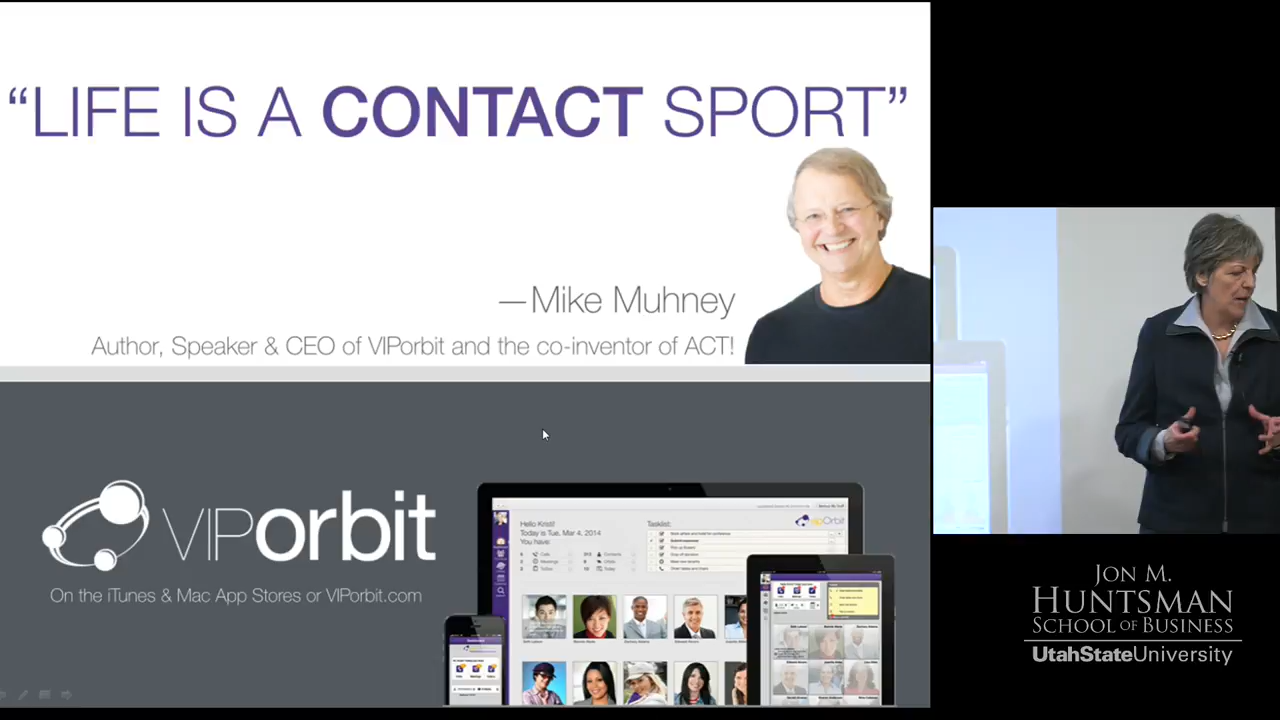 “LIFE IS A CONTACT SPORT”
—Mike Muhney
Author, Speaker & CEO of VIPorbit and the co-inventor of ACT!
VIPorbit
On the iTunes & Mac App Stores or VIPorbit.com
Hello Kristi!
Today is Tue, Mar 4, 2014
You have:
Tasklist:
vipOrbit
JON M.
HUNTSMAN
SCHOOL OF BUSINESS
UtahStateUniversity